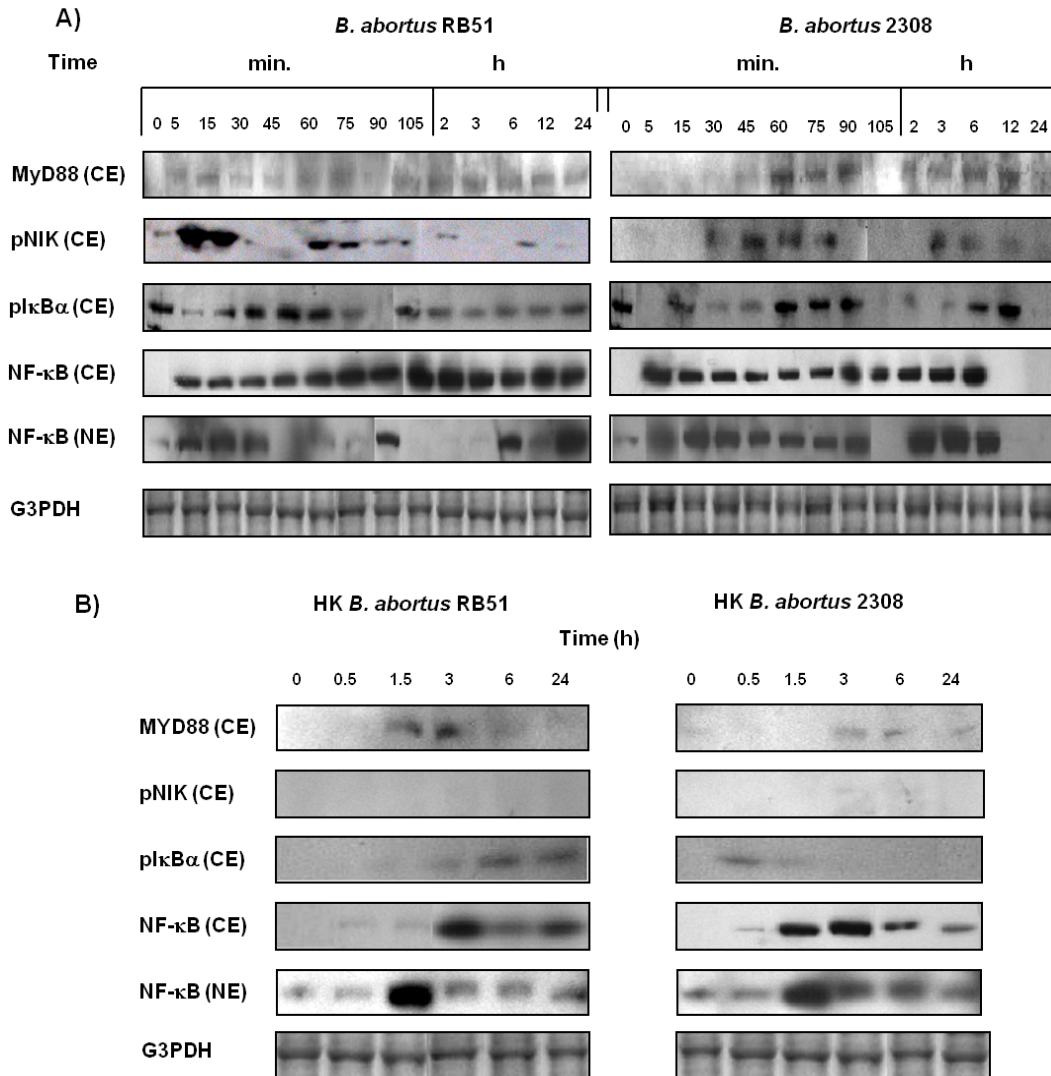 A)
B. abortus RB51 B. abortus 2308
Time min. h min. h
0 5 15 30 45 60 75 90 105 2 3 6 12 24 0 5 15 30 45 60 75 90 105 2 3 6 12 24
MyD88 (CE)
pNIK (CE)
pIκBα (CE)
NF-κB (CE)
NF-κB (NE)
G3PDH
B)
HK B. abortus RB51 HK B. abortus 2308
Time (h)
0 0.5 1.5 3 6 24 0 0.5 1.5 3 6 24
MYD88 (CE)
pNIK (CE)
pIκBα (CE)
NF-κB (CE)
NF-κB (NE)
G3PDH